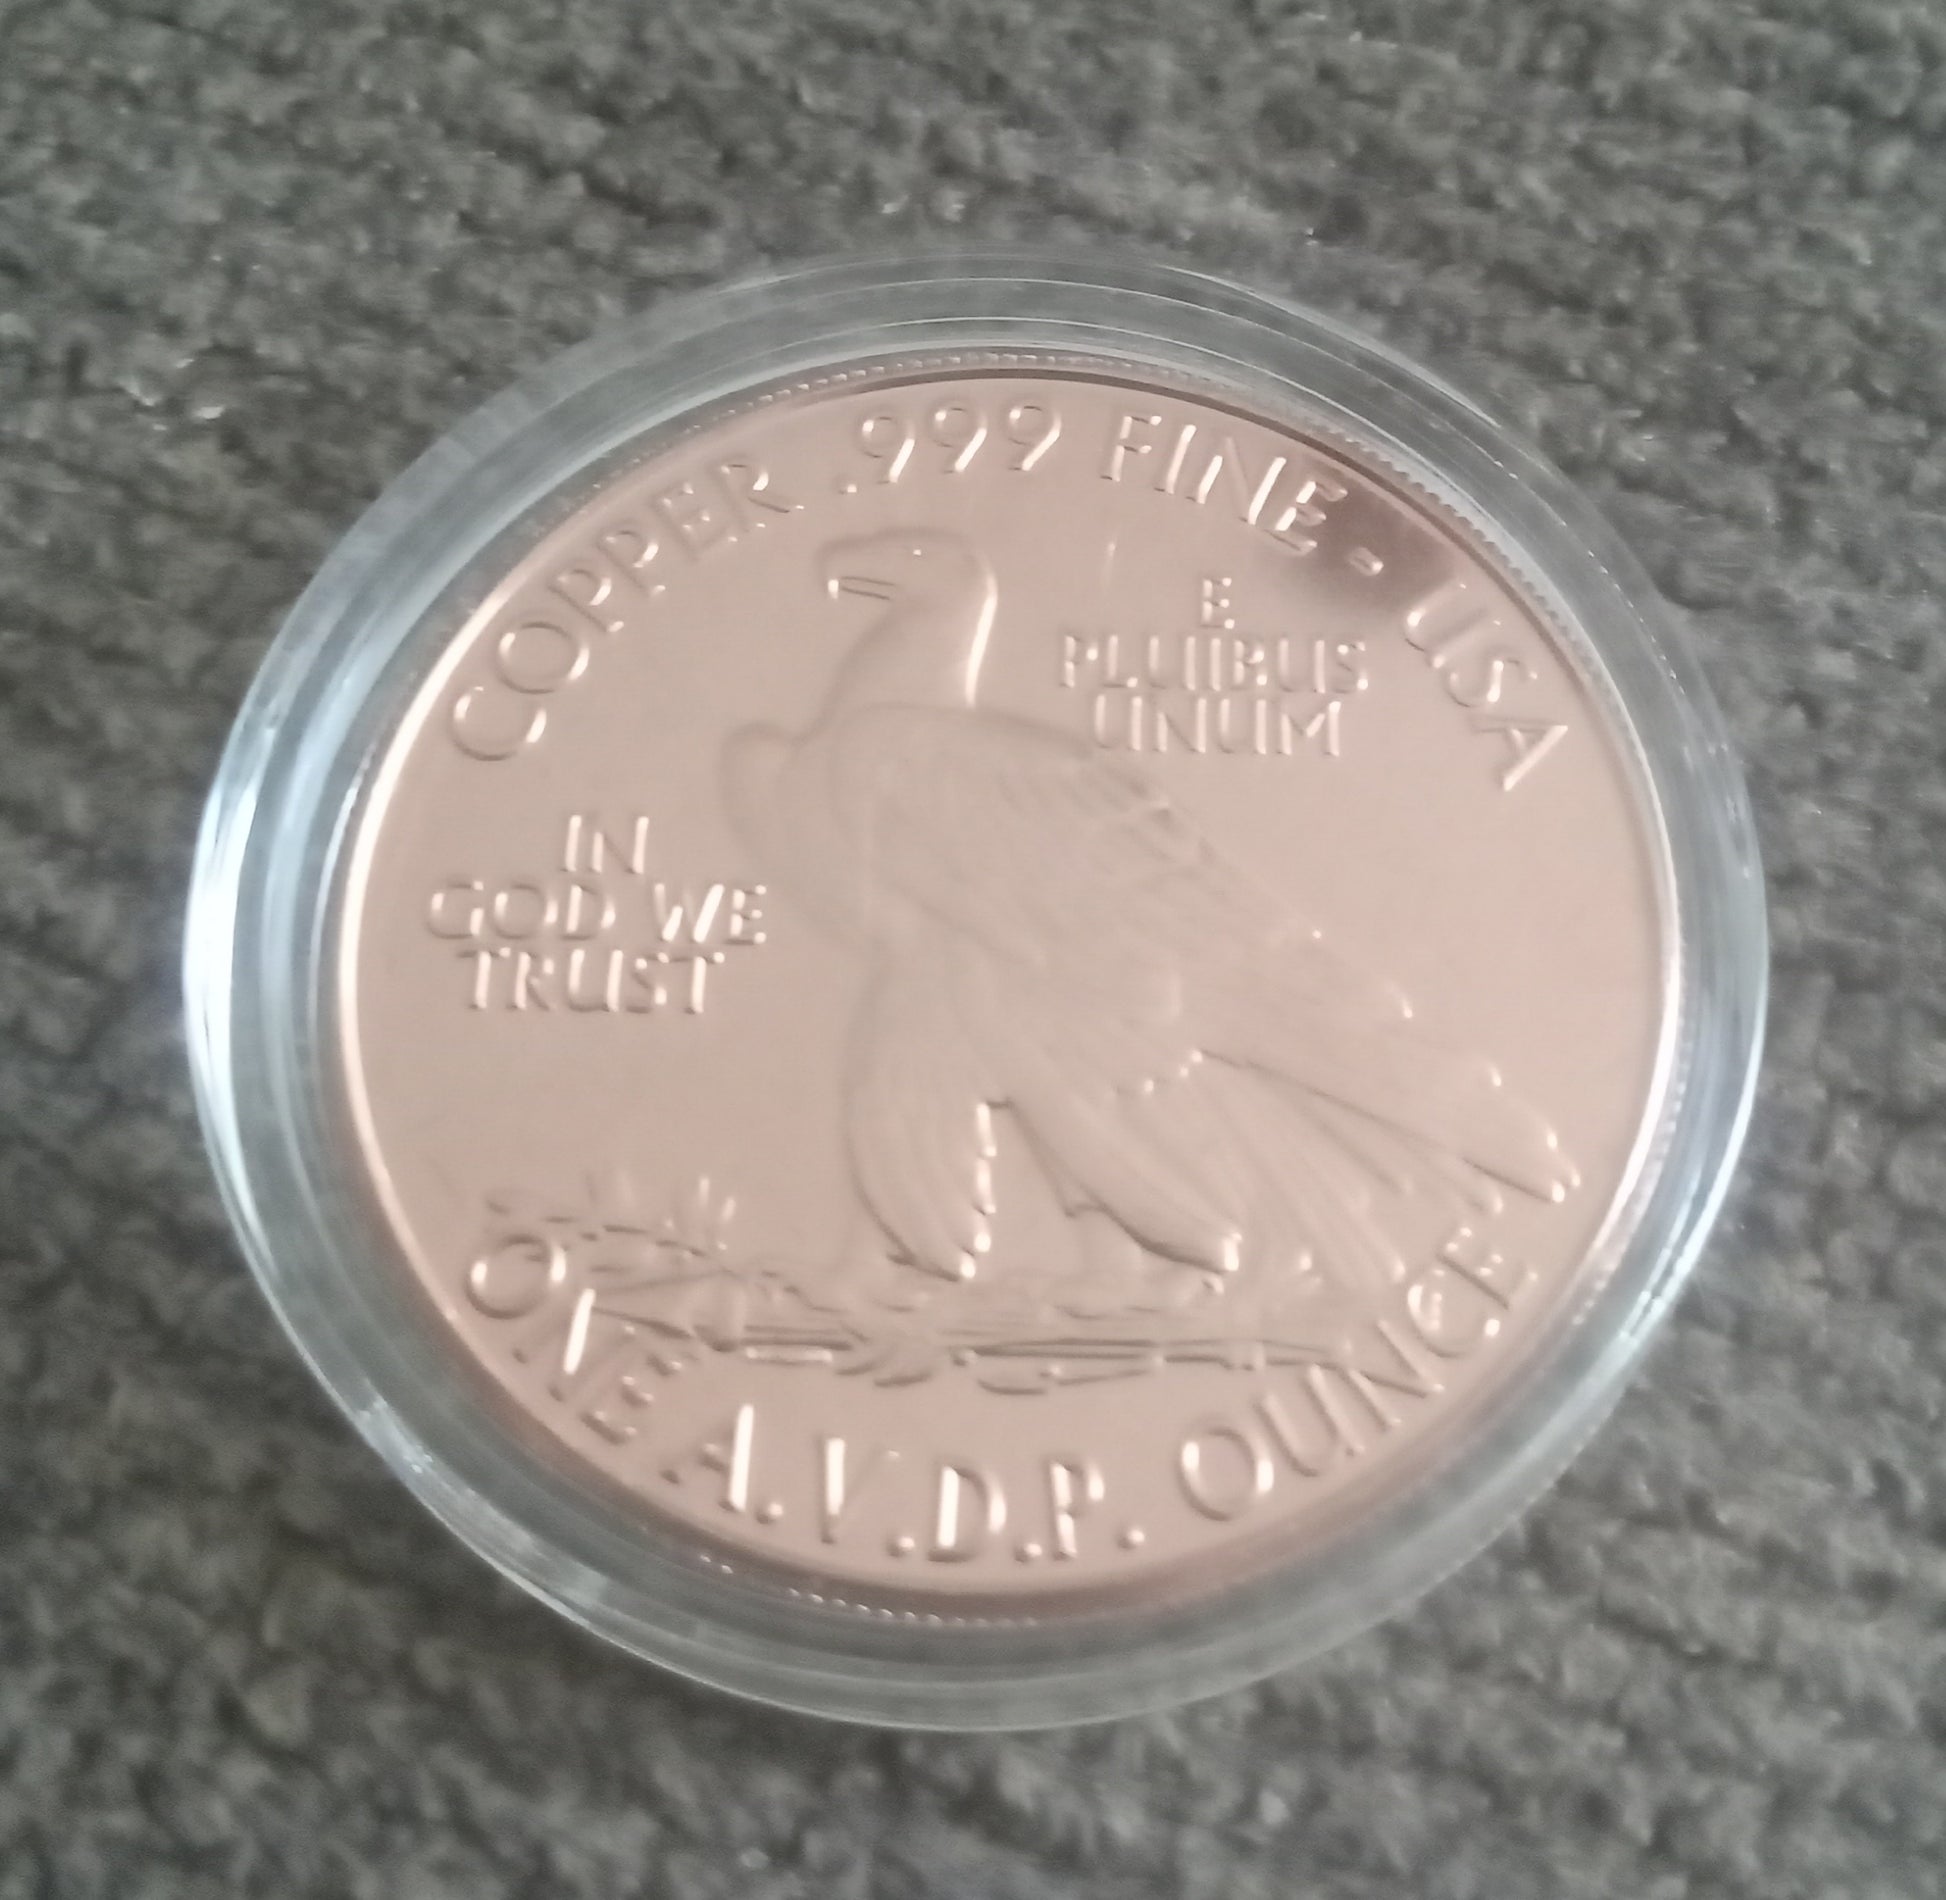 COPPER .999 FINE - USA
E
PLURIBUS
UNUM
IN
GOD WE
TRUST
ONE A.V.D.P. OUNCE